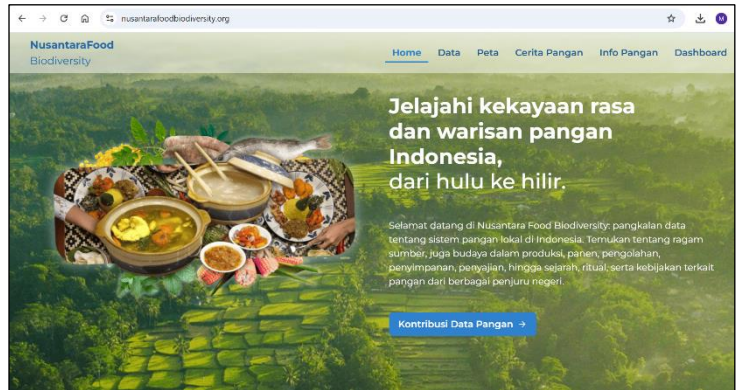 nusantarafoodbiodiversity.org
M
NusantaraFood
Biodiversity
Home Data Peta Cerita Pangan Info Pangan Dashboard
Jelajahi kekayaan rasa
dan warisan pangan
Indonesia,
dari hulu ke hilir.
Selamat datang di Nusantara Food Biodiversity: pangkalan data
tentang sistem pangan lokal di Indonesia. Temukan tentang ragam
sumber, juga budaya dalam produksi, panen, pengolahan,
penyimpanan, penyajian, hingga sejarah, ritual, serta kebijakan terkait
pangan dari berbagai penjuru negeri.
Kontribusi Data Pangan →